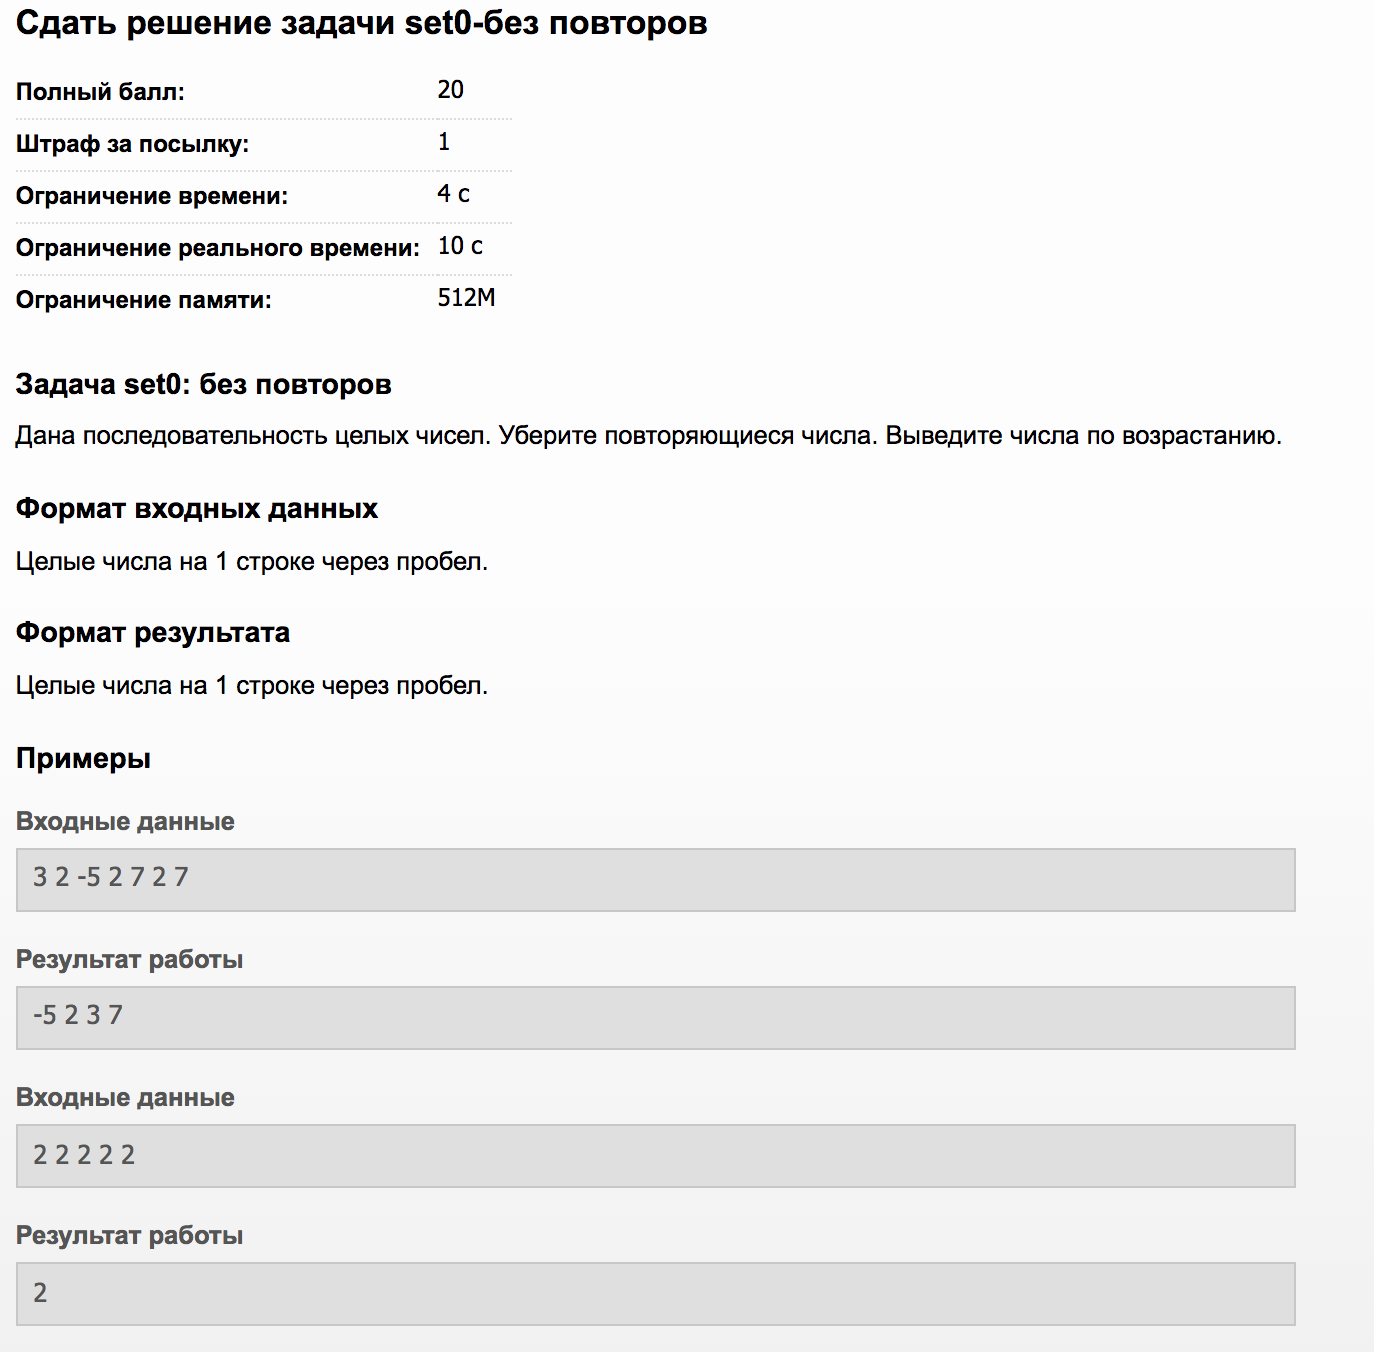 Сдать решение задачи set0-без повторов
Полный балл: 20
Штраф за посылку: 1
Ограничение времени: 4 с
Ограничение реального времени: 10 с
Ограничение памяти: 512M
Задача set0: без повторов
Дана последовательность целых чисел. Уберите повторяющиеся числа. Выведите числа по возрастанию.
Формат входных данных
Целые числа на 1 строке через пробел.
Формат результата
Целые числа на 1 строке через пробел.
Примеры
Входные данные
3 2 -5 2 7 2 7
Результат работы
-5 2 3 7
Входные данные
2 2 2 2 2
Результат работы
2